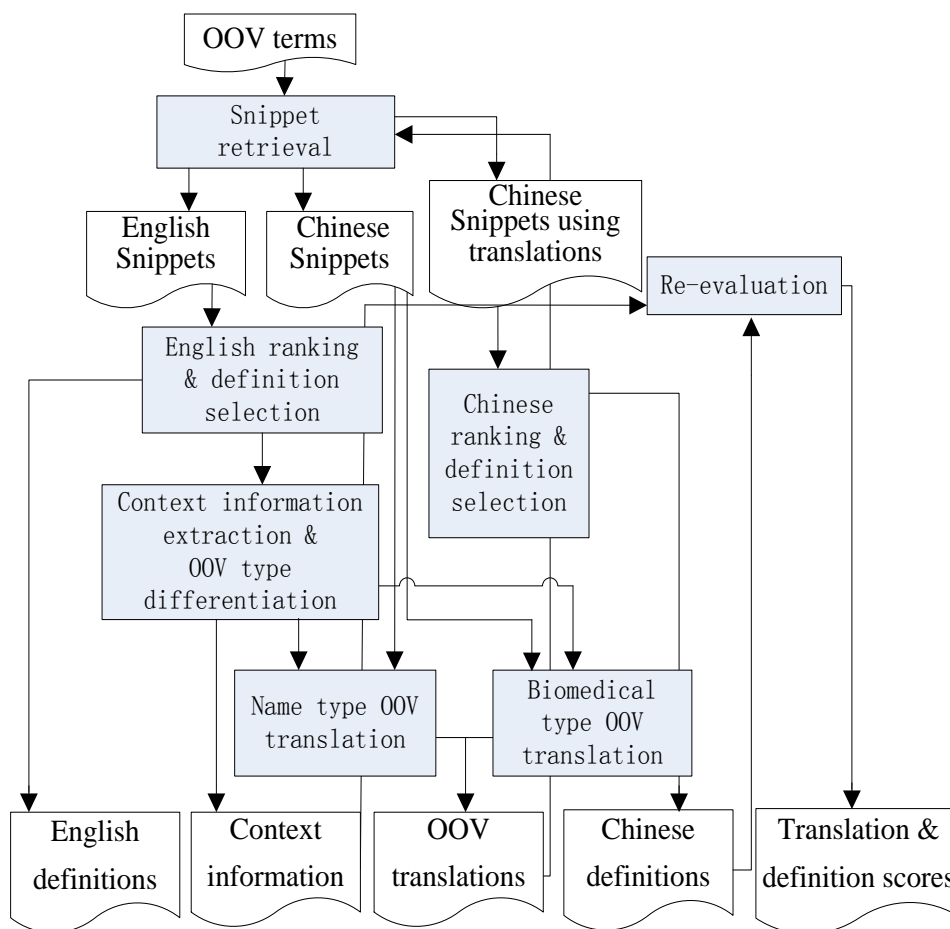 OOV terms
Snippet
retrieval
English
Snippets
Chinese
Snippets
Chinese
Snippets using
translations
Re-evaluation
English ranking
& definition
selection
Chinese
ranking &
definition
selection
Context information
extraction &
OOV type
differentiation
Name type OOV
translation
Biomedical
type OOV
translation
English
definitions
Context
information
OOV
translations
Chinese
definitions
Translation &
definition scores